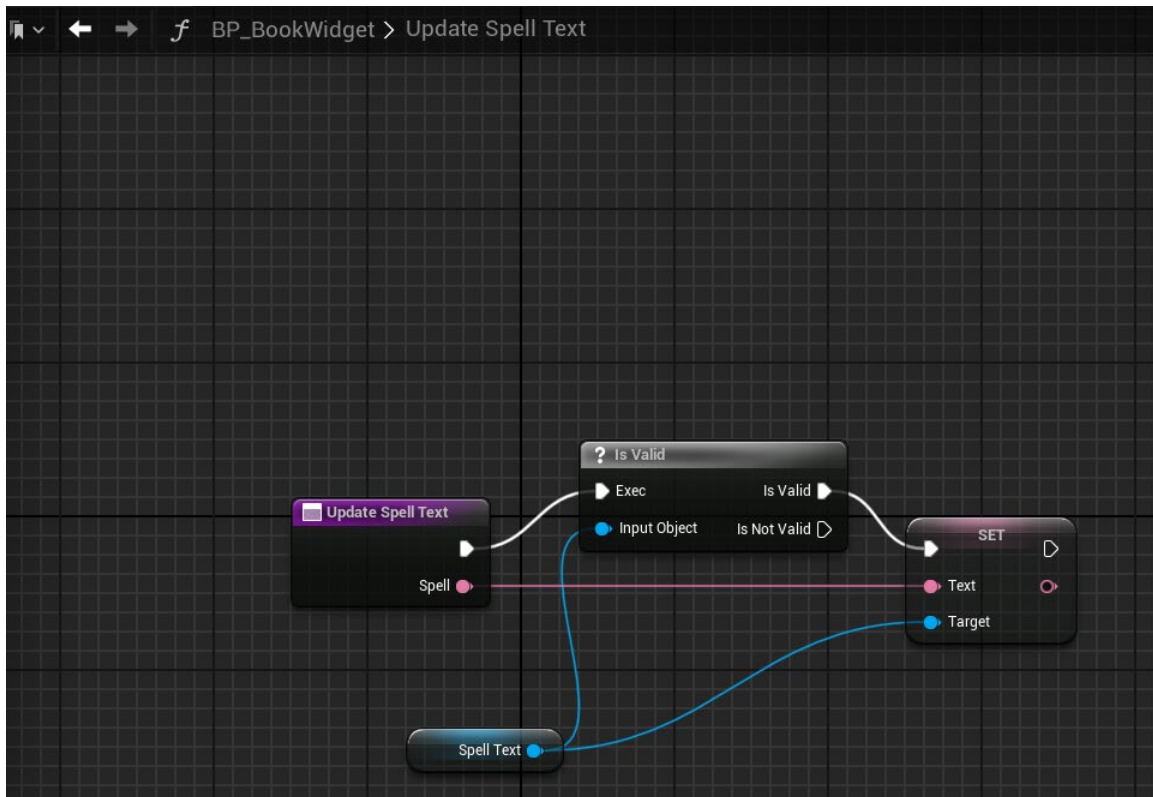 BP_BookWidget > Update Spell Text
? Is Valid
Exec
Is Valid
Input Object
Is Not Valid
Update Spell Text
Spell
SET
Text
Target
Spell Text